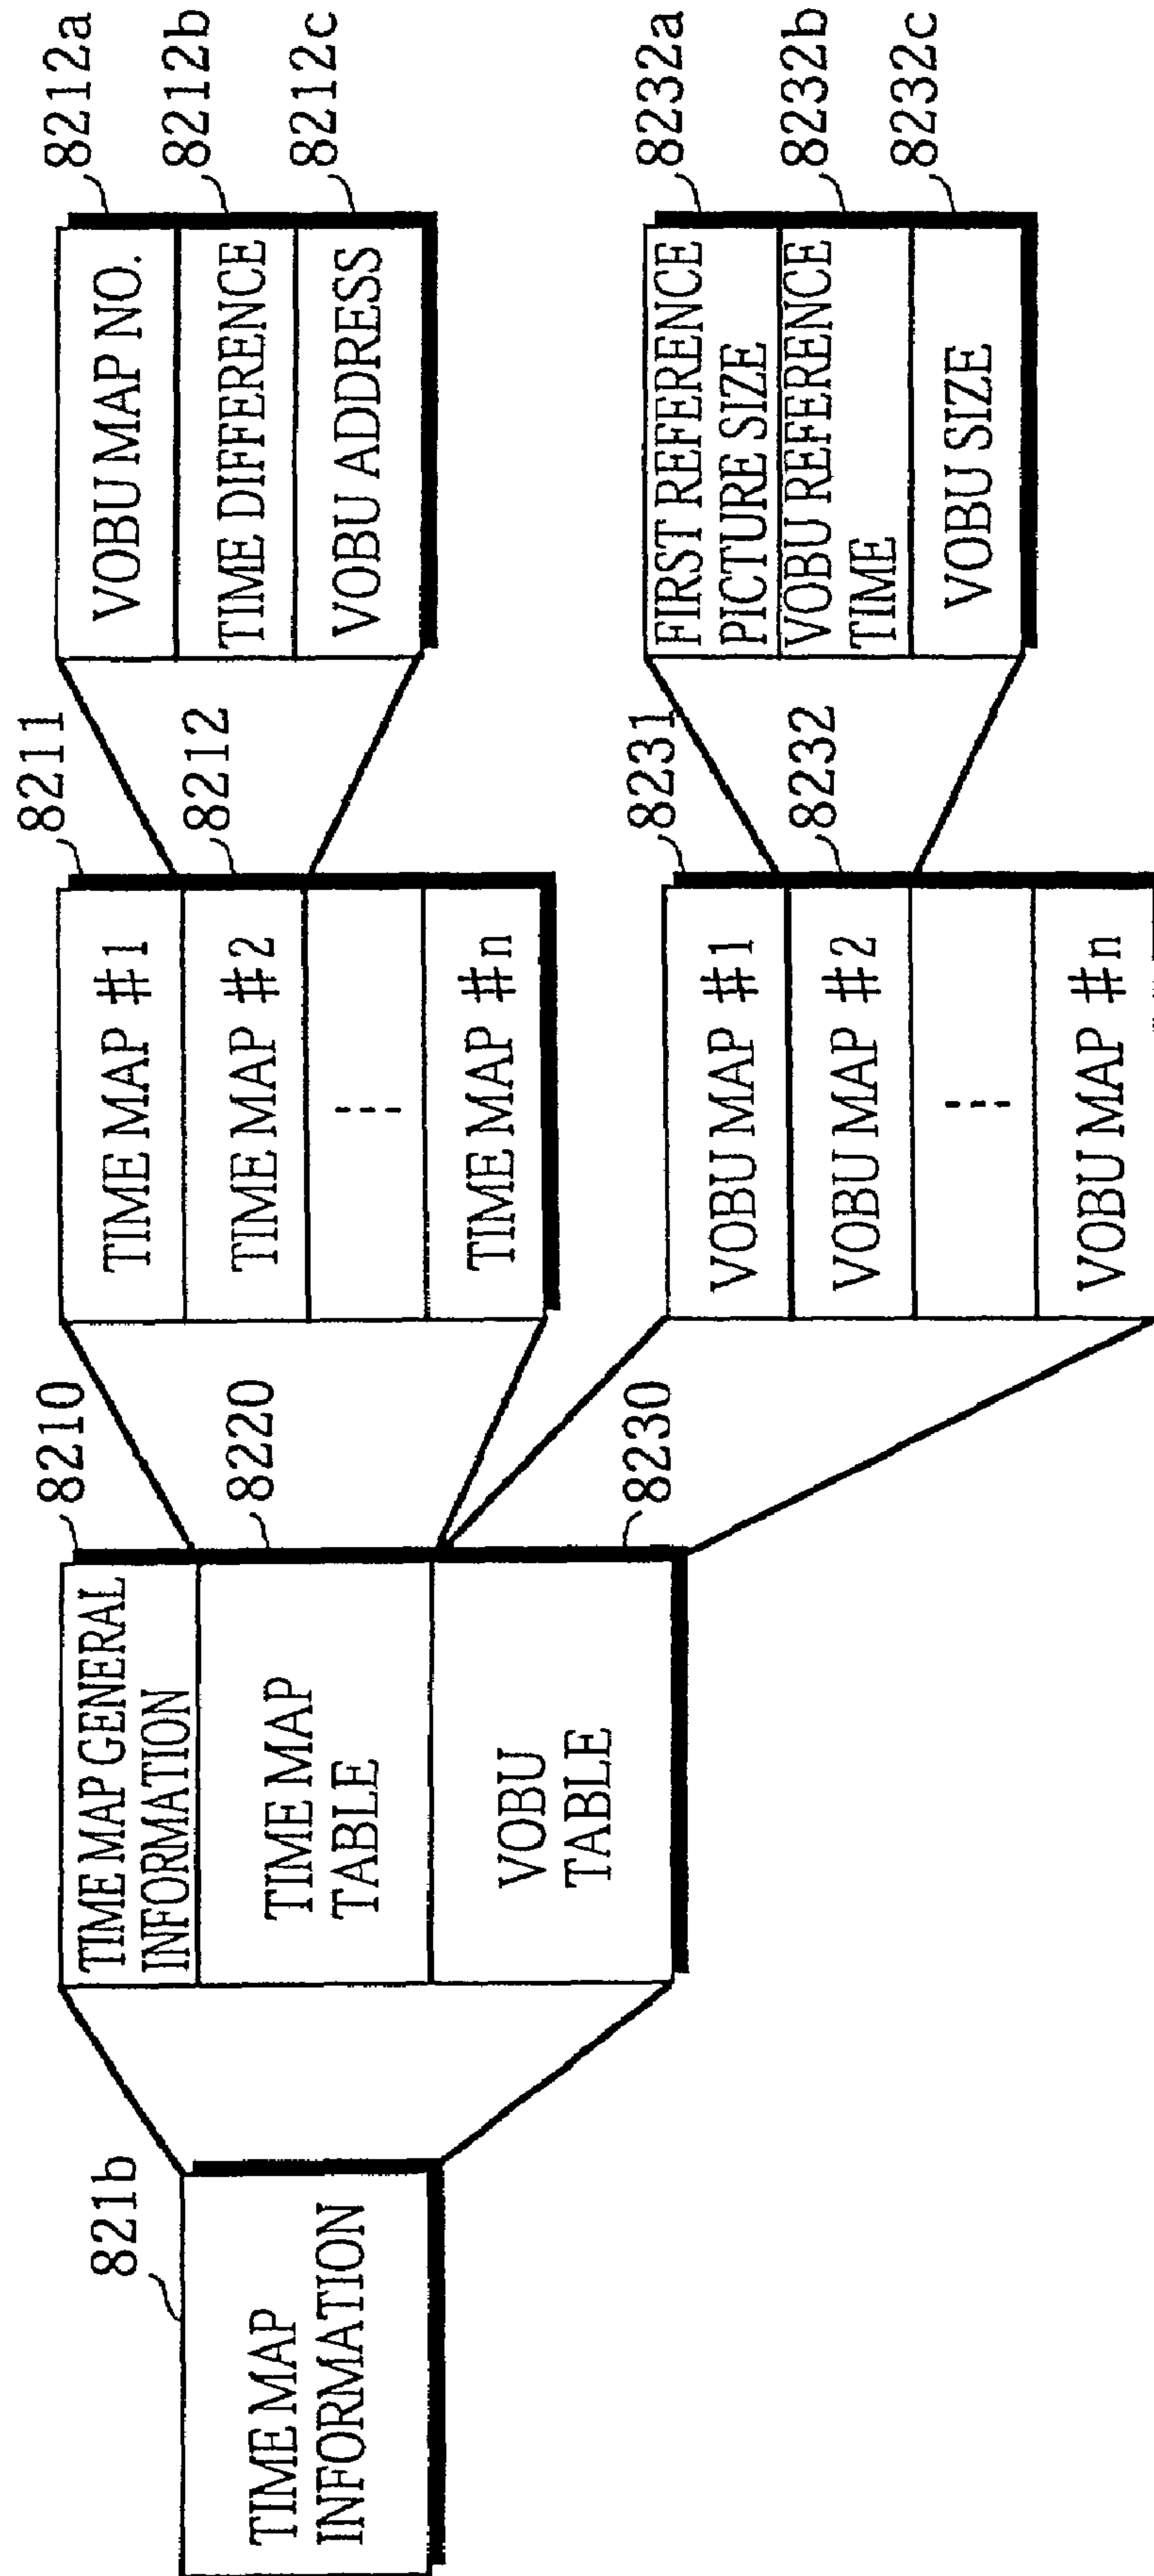 821b
TIME MAP
INFORMATION
8210
8220
8230
TIME MAP GENERAL
INFORMATION
TIME MAP
TABLE
VOBU
TABLE
8211
8212
TIME MAP #1
TIME MAP #2
⋮
TIME MAP #n
8231
8232
VOBU MAP #1
VOBU MAP #2
⋮
VOBU MAP #n
8212a
8212b
8212c
VOBU MAP NO.
TIME DIFFERENCE
VOBU ADDRESS
8232a
8232b
8232c
FIRST REFERENCE
PICTURE SIZE
VOBU REFERENCE
TIME
VOBU SIZE